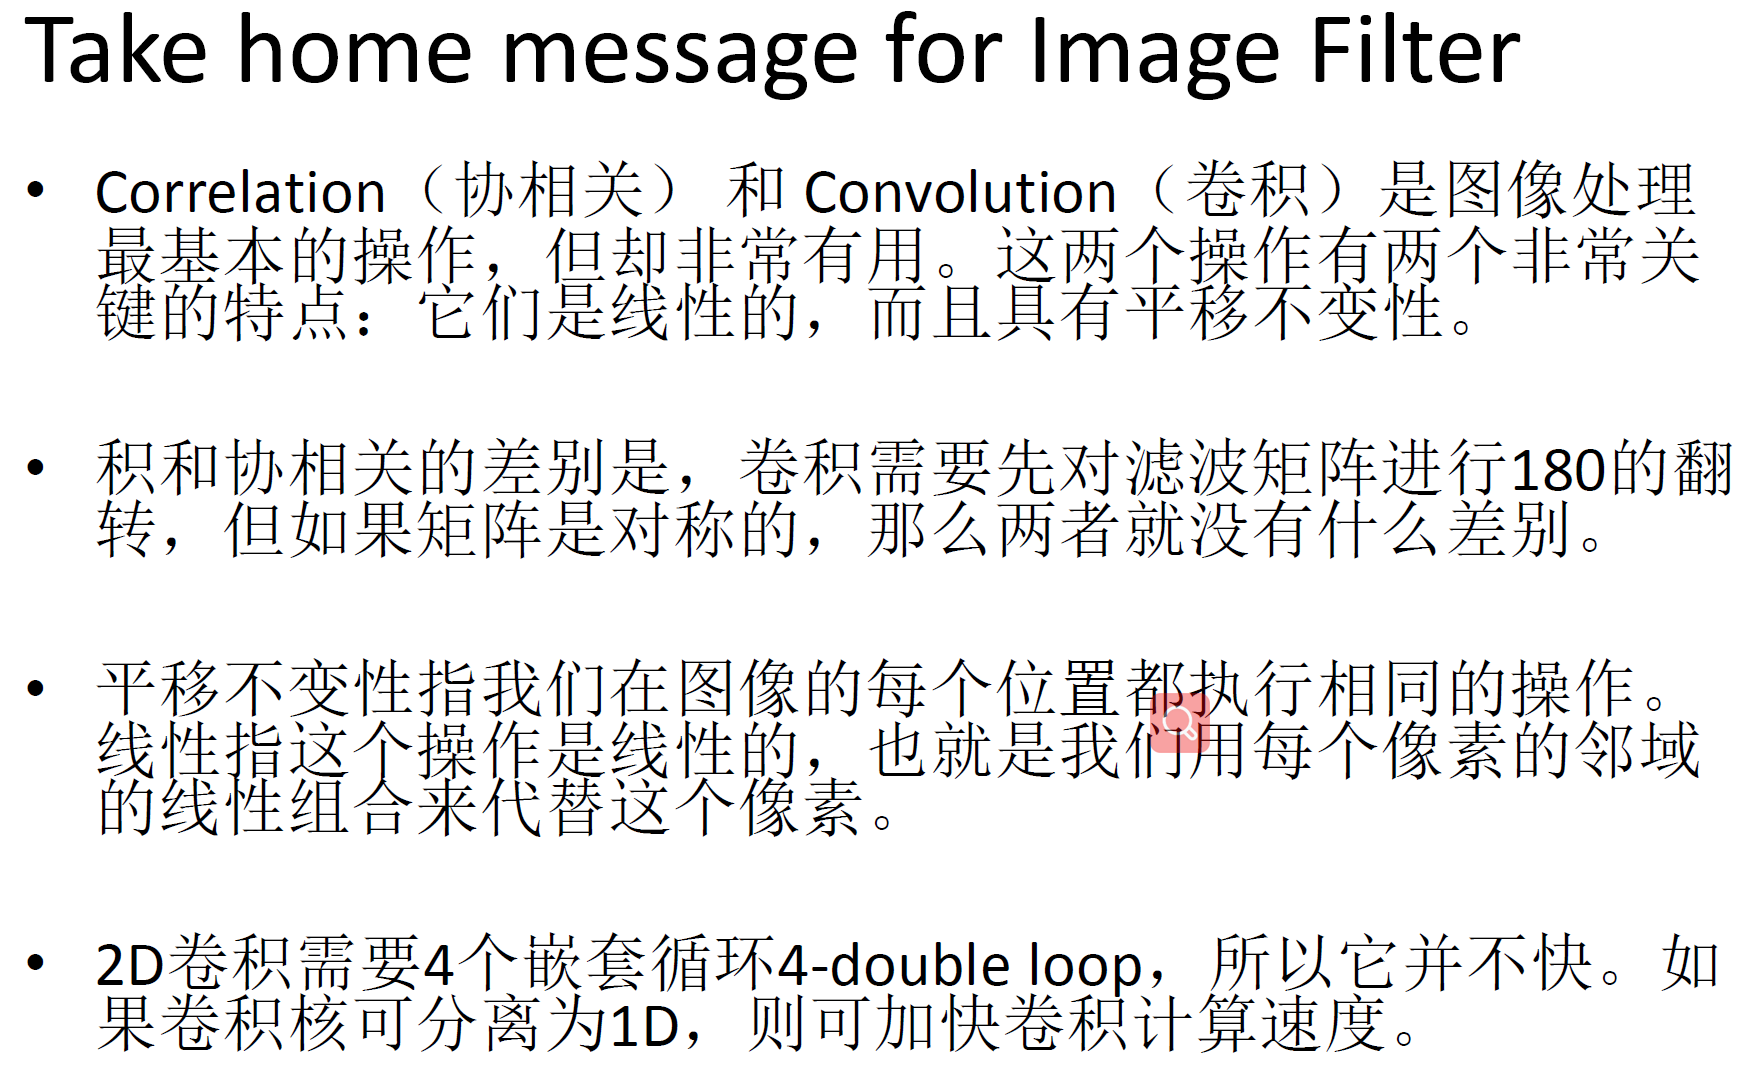 Take home message for Image Filter
• Correlation（协相关） 和 Convolution（卷积）是图像处理
最基本的操作，但却非常有用。这两个操作有两个非常关
键的特点：它们是线性的，而且具有平移不变性。
• 积和协相关的差别是，卷积需要先对滤波矩阵进行180的翻
转，但如果矩阵是对称的，那么两者就没有什么差别。
• 平移不变性指我们在图像的每个位置都执行相同的操作。
线性指这个操作是线性的，也就是我们用每个像素的邻域
的线性组合来代替这个像素。
• 2D卷积需要4个嵌套循环4-double loop，所以它并不快。如
果卷积核可分离为1D，则可加快卷积计算速度。